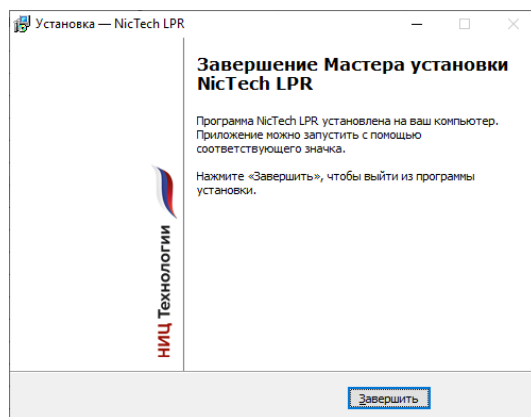 Установка — NicTech LPR
Завершение Мастера установки
NicTech LPR
Программа NicTech LPR установлена на ваш компьютер.
Приложение можно запустить с помощью
соответствующего значка.
Нажмите «Завершить», чтобы выйти из программы
установки.
НИЦ Технологии
Завершить